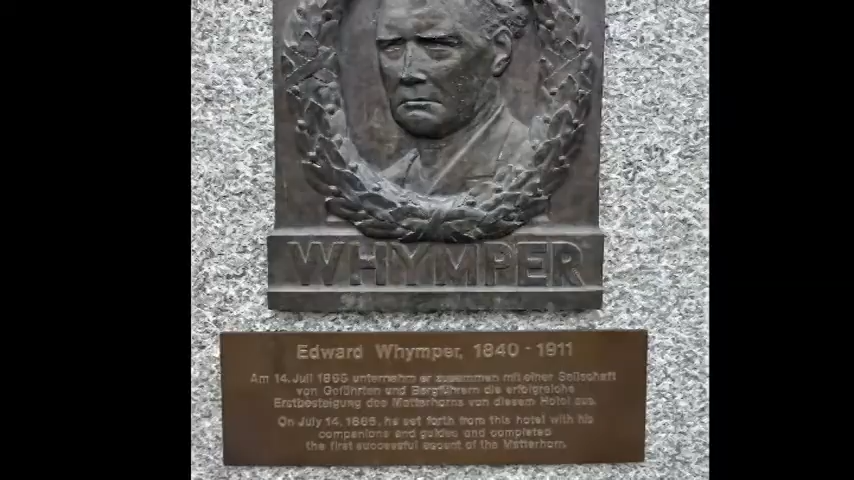 WHYMPER
Edward Whymper, 1840 - 1911
Am 14. Juli 1865 unternahm er zusammen mit einer Seilschaft
von Gefährten und Bergführern die erfolgreiche
Erstbesteigung des Matterhorns von diesem Hotel aus.
On July 14, 1865, he set forth from this hotel with his
companions and guides and completed
the first successful ascent of the Matterhorn.